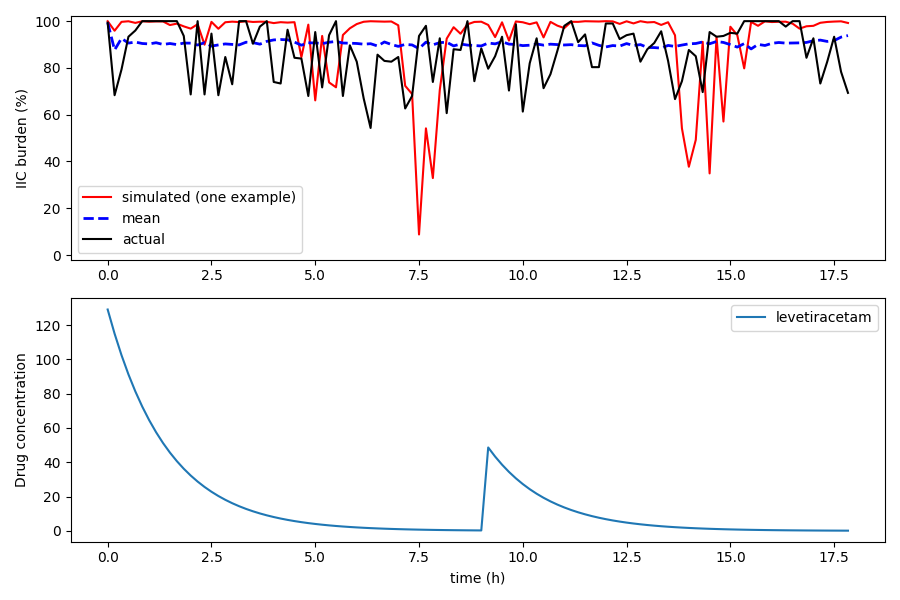 100
80
60
40
20
0
IIC burden (%)
simulated (one example)
mean
actual
0.0 2.5 5.0 7.5 10.0 12.5 15.0 17.5
120
100
80
60
40
20
0
Drug concentration
levetiracetam
0.0 2.5 5.0 7.5 10.0 12.5 15.0 17.5
time (h)